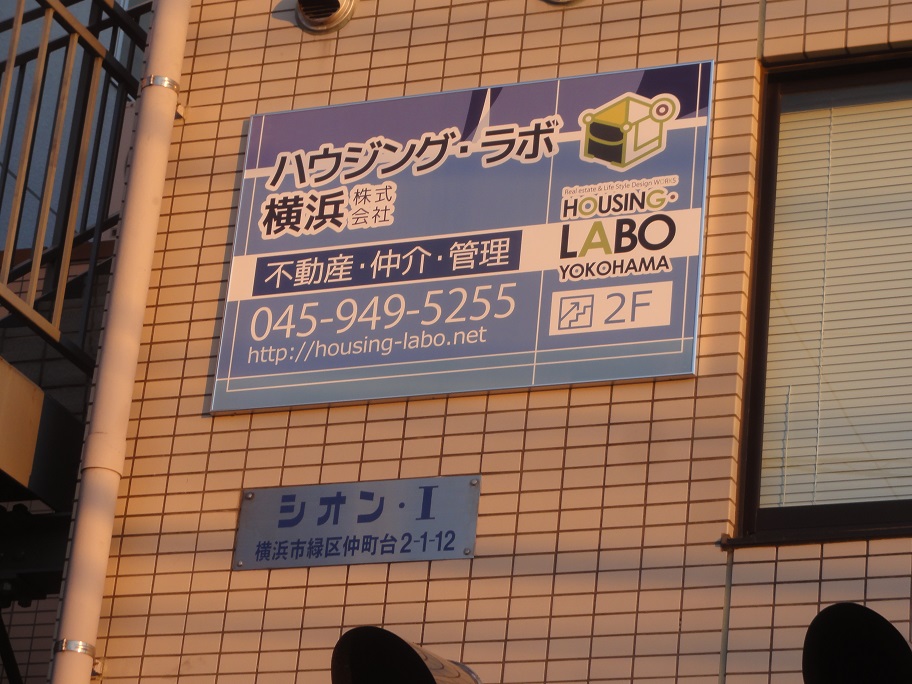 ハウジング・ラボ
横浜株式会社
不動産・仲介・管理
045-949-5255
http://housing-labo.net
Real estate & Life Style Design WORKS
HOUSING・
LABO
YOKOHAMA
2F
シオン・I
横浜市緑区仲町台2-1-12